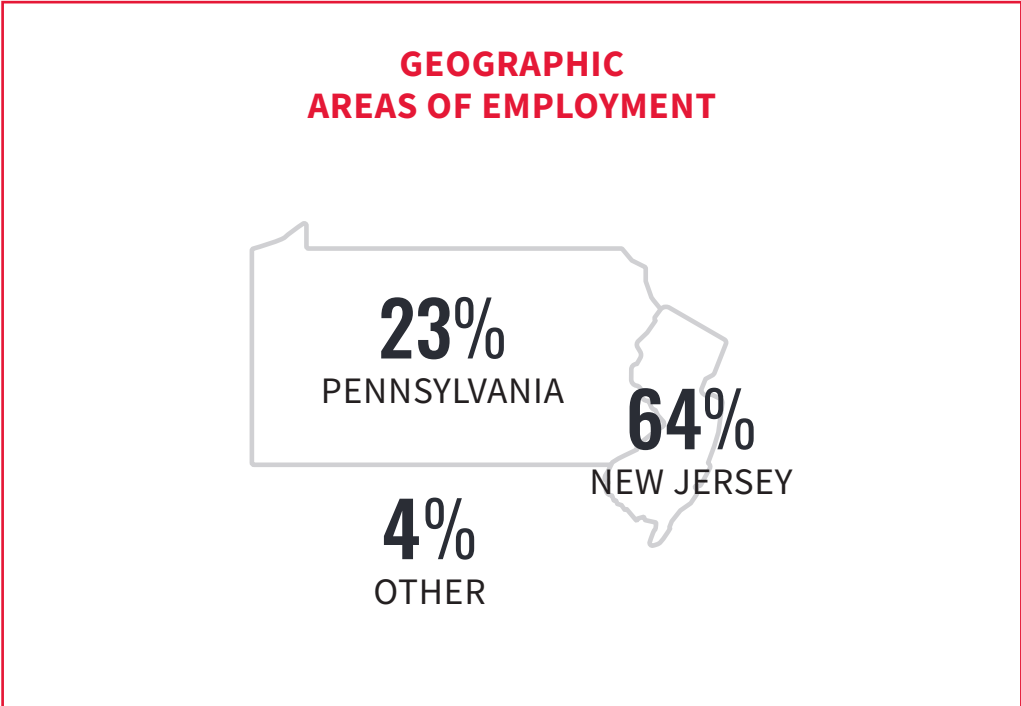 GEOGRAPHIC
AREAS OF EMPLOYMENT
23%
PENNSYLVANIA
64%
NEW JERSEY
4%
OTHER